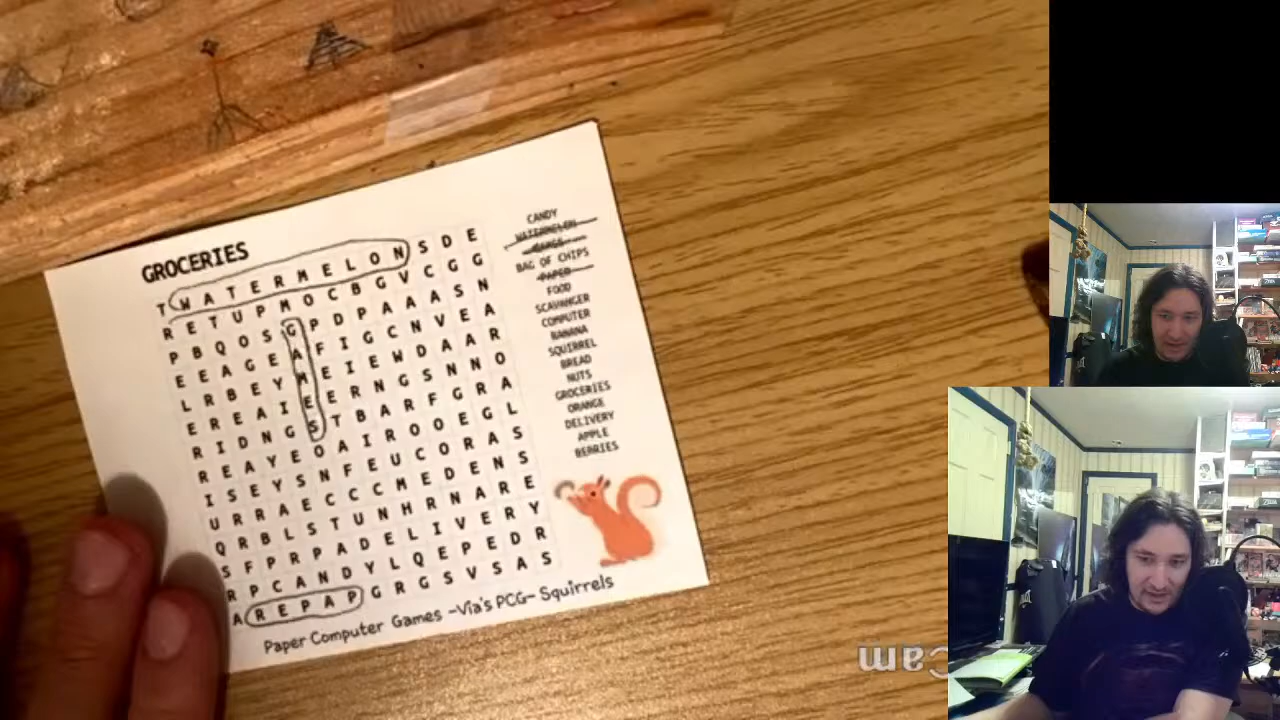 GROCERIES
T W A T E R M E L O N S D E
R E T U P M O C B G V C G G
P B Q O S G P D P A A A S N
E E A G E A F I G C N V E A
L R B E Y M E I E W D A A R
E R E A I E E R N G S N N O
R I D N G S T B A R F G R A
R E A Y E O A I R O O E G L
I S E Y S N F E U C O R A S
U R R A E C C C M E D E N S
Q R B L S T U N H R N A R E
S F P R P A D E L I V E R Y
R P C A N D Y L Q E P E D R
A R E P A P G R G S V S A S
CANDY
WATERMELON
GAMES
BAG OF CHIPS
PAPER
FOOD
SCAVANGER
COMPUTER
BANANA
SQUIRREL
BREAD
NUTS
GROCERIES
ORANGE
DELIVERY
APPLE
BERRIES
Paper Computer Games -Via's PCG- Squirrels